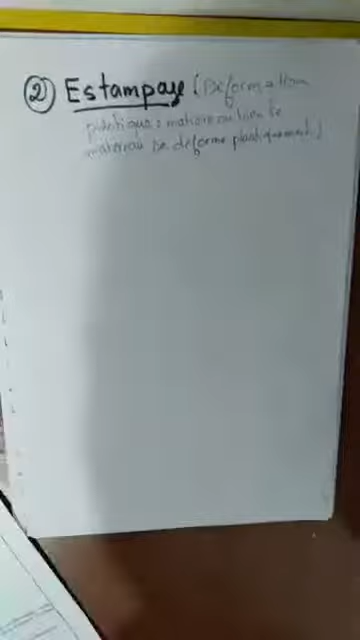 ② Estampage (Déformation
plastique : matière ou bien le
matériau se déforme plastiquement)